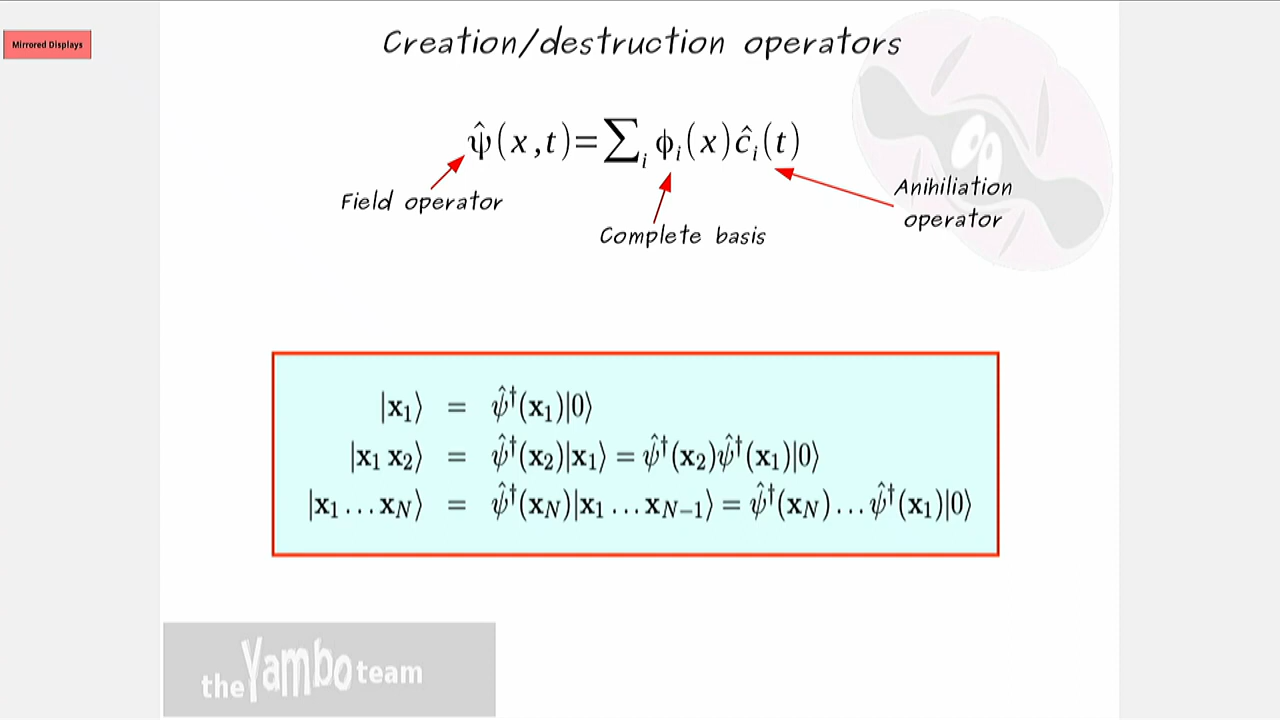 Mirrored Displays
Creation/destruction operators
ψ̂(x,t)=∑ᵢ ϕᵢ(x)ĉᵢ(t)
Field operator
Complete basis
Anihiliation
operator
|x₁⟩ = ψ̂†(x₁)|0⟩
|x₁ x₂⟩ = ψ̂†(x₂)|x₁⟩ = ψ̂†(x₂)ψ̂†(x₁)|0⟩
|x₁…x_N⟩ = ψ̂†(x_N)|x₁…x_{N−1}⟩ = ψ̂†(x_N)…ψ̂†(x₁)|0⟩
the Yambo team